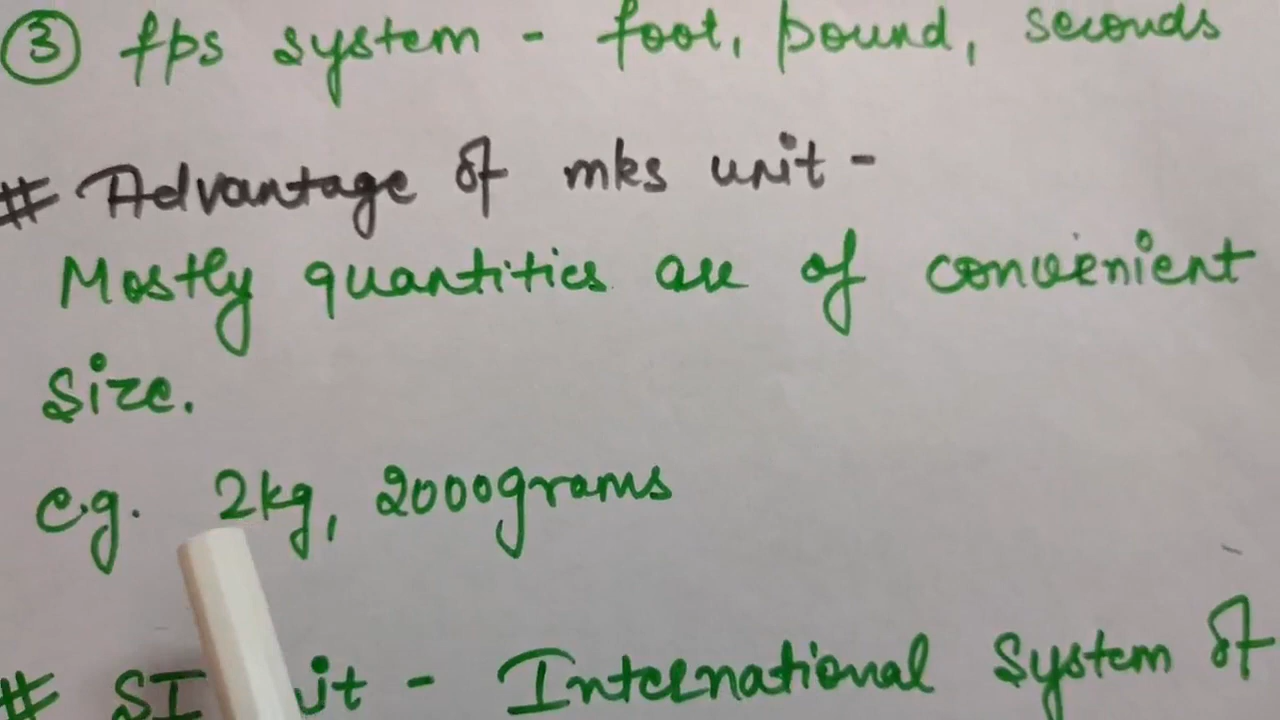 ③ fps system - foot, pound, seconds
# Advantage of mks unit -
Mostly quantities are of convenient
size.
e.g. 2kg, 2000grams
# SI it - International System of